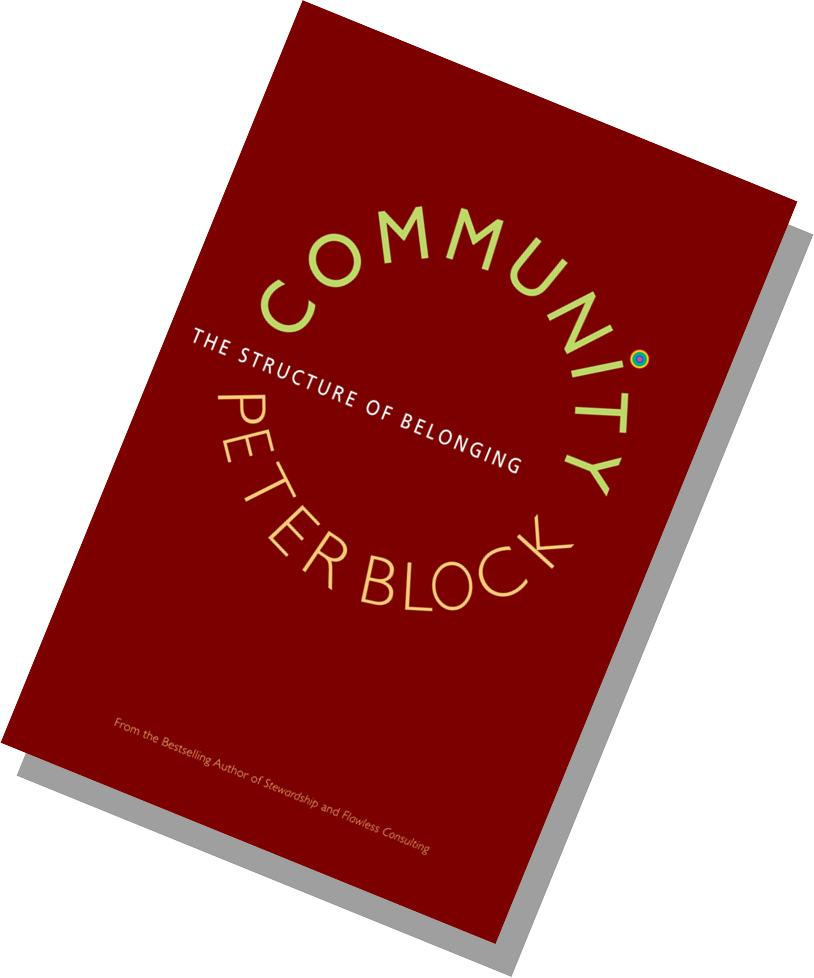 COMMUNiTY
THE STRUCTURE OF BELONGING
PETER BLOCK
From the Bestselling Author of Stewardship and Flawless Consulting